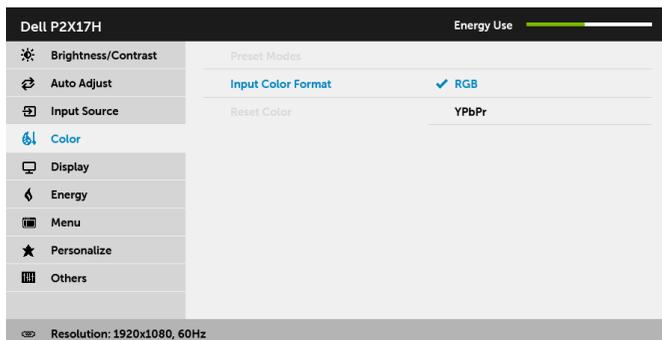 Dell P2X17H Energy Use
Brightness/Contrast Preset Modes
Auto Adjust Input Color Format RGB
Input Source Reset Color YPbPr
Color
Display
Energy
Menu
Personalize
Others
Resolution: 1920x1080, 60Hz